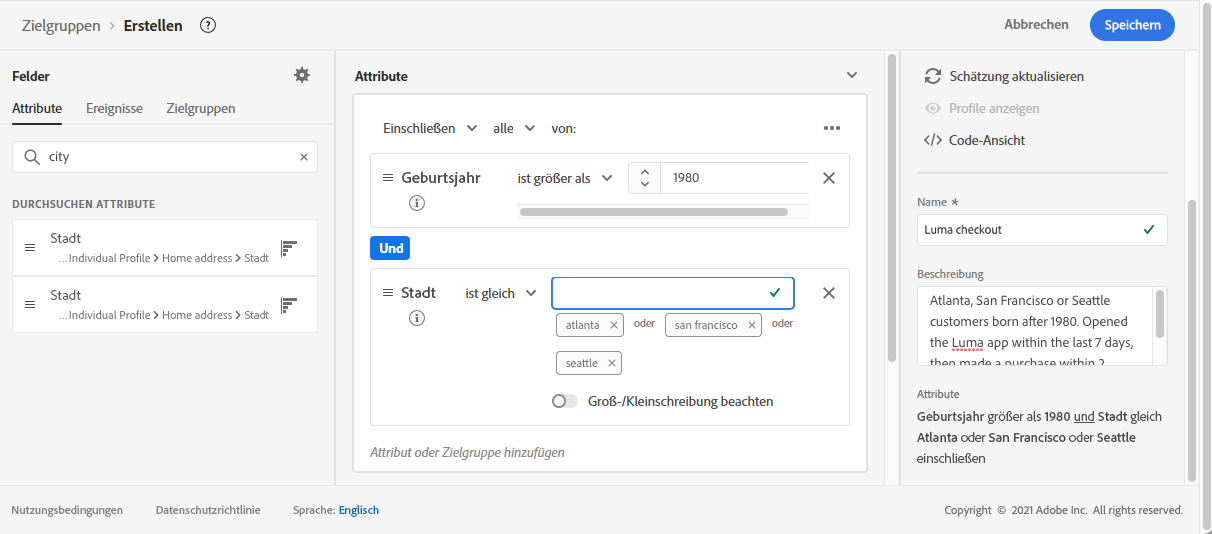 Zielgruppen > Erstellen ?
Abbrechen
Speichern
Felder
Attribute Ereignisse Zielgruppen
city
DURCHSUCHEN ATTRIBUTE
Stadt
...Individual Profile > Home address > Stadt
Stadt
...Individual Profile > Home address > Stadt
Attribute
Einschließen alle von:
Geburtsjahr ist größer als 1980
Und
Stadt ist gleich
atlanta oder san francisco oder
seattle
Groß-/Kleinschreibung beachten
Attribut oder Zielgruppe hinzufügen
Schätzung aktualisieren
Profile anzeigen
Code-Ansicht
Name *
Luma checkout
Beschreibung
Atlanta, San Francisco or Seattle
customers born after 1980. Opened
the Luma app within the last 7 days,
then made a purchase within 2
Attribute
Geburtsjahr größer als 1980 und Stadt gleich
Atlanta oder San Francisco oder Seattle
einschließen
Nutzungsbedingungen Datenschutzrichtlinie Sprache: Englisch
Copyright © 2021 Adobe Inc. All rights reserved.